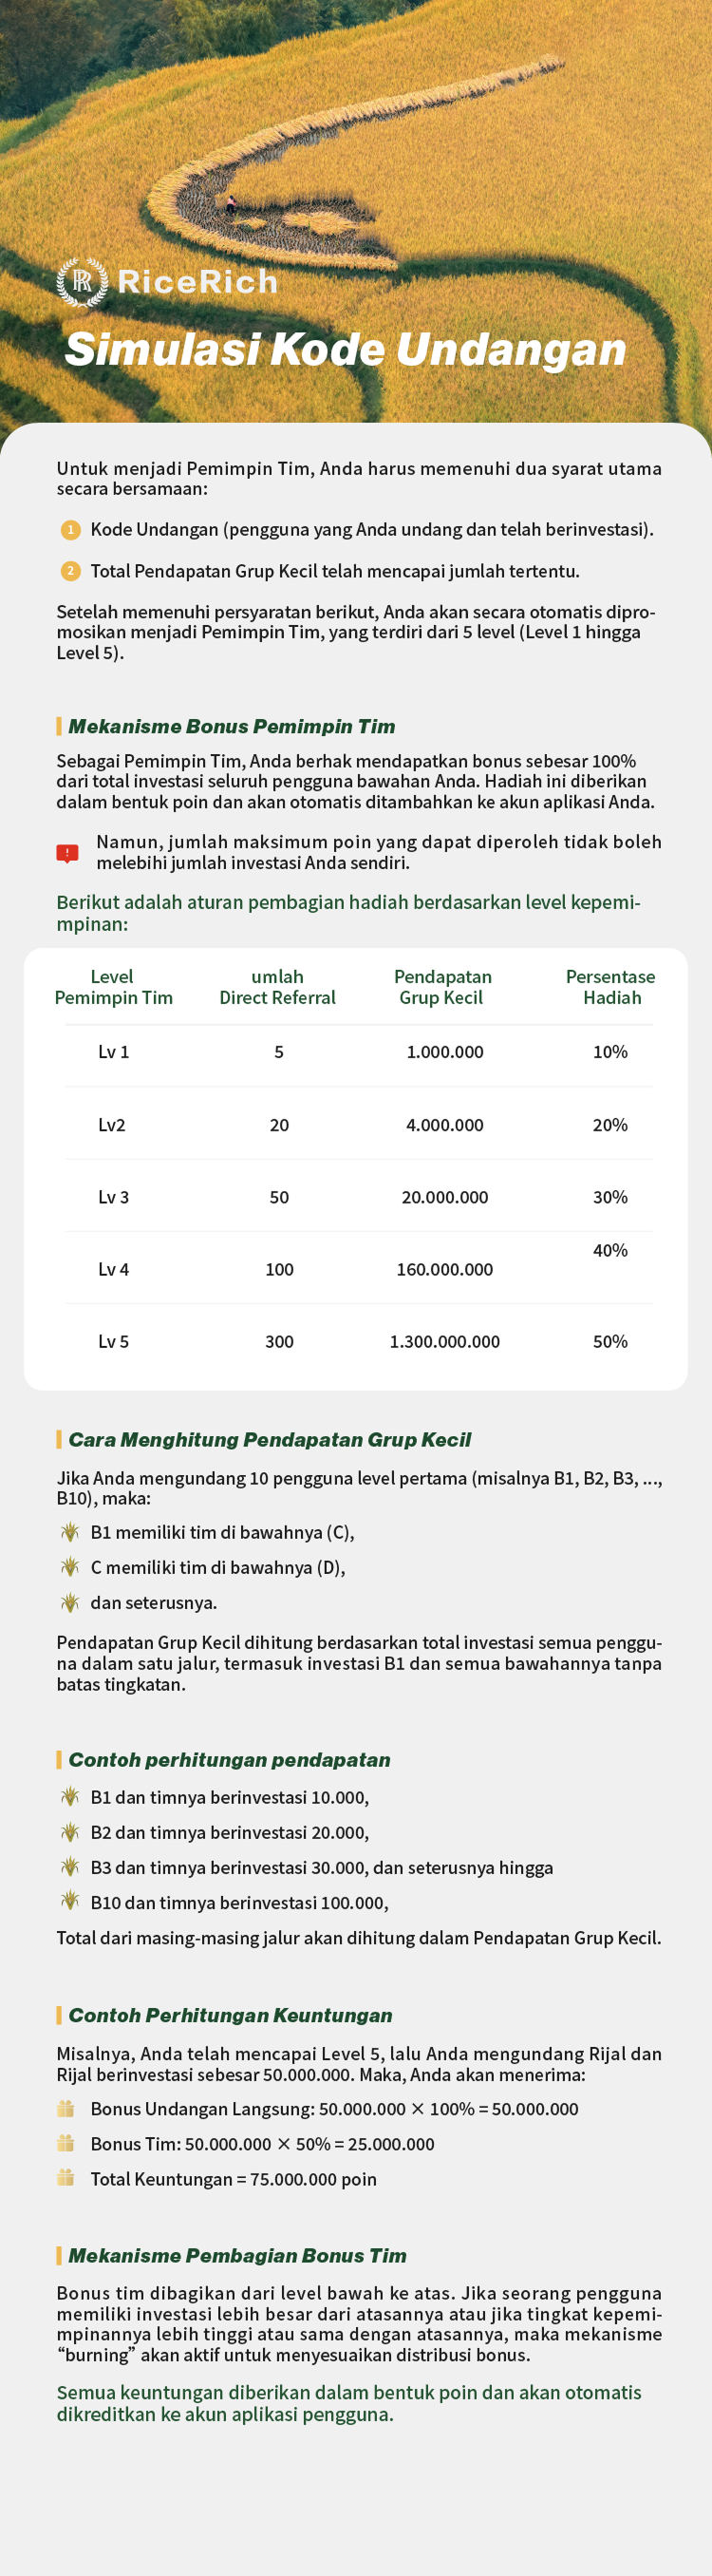 RiceRich
Simulasi Kode Undangan
Untuk menjadi Pemimpin Tim, Anda harus memenuhi dua syarat utama
secara bersamaan:
1 Kode Undangan (pengguna yang Anda undang dan telah berinvestasi).
2 Total Pendapatan Grup Kecil telah mencapai jumlah tertentu.
Setelah memenuhi persyaratan berikut, Anda akan secara otomatis dipro-
mosikan menjadi Pemimpin Tim, yang terdiri dari 5 level (Level 1 hingga
Level 5).
Mekanisme Bonus Pemimpin Tim
Sebagai Pemimpin Tim, Anda berhak mendapatkan bonus sebesar 100%
dari total investasi seluruh pengguna bawahan Anda. Hadiah ini diberikan
dalam bentuk poin dan akan otomatis ditambahkan ke akun aplikasi Anda.
! Namun, jumlah maksimum poin yang dapat diperoleh tidak boleh
melebihi jumlah investasi Anda sendiri.
Berikut adalah aturan pembagian hadiah berdasarkan level kepemi-
mpinan:
Level umlah Pendapatan Persentase
Pemimpin Tim Direct Referral Grup Kecil Hadiah
Lv 1 5 1.000.000 10%
Lv2 20 4.000.000 20%
Lv 3 50 20.000.000 30%
Lv 4 100 160.000.000 40%
Lv 5 300 1.300.000.000 50%
Cara Menghitung Pendapatan Grup Kecil
Jika Anda mengundang 10 pengguna level pertama (misalnya B1, B2, B3, ...,
B10), maka:
B1 memiliki tim di bawahnya (C),
C memiliki tim di bawahnya (D),
dan seterusnya.
Pendapatan Grup Kecil dihitung berdasarkan total investasi semua penggu-
na dalam satu jalur, termasuk investasi B1 dan semua bawahannya tanpa
batas tingkatan.
Contoh perhitungan pendapatan
B1 dan timnya berinvestasi 10.000,
B2 dan timnya berinvestasi 20.000,
B3 dan timnya berinvestasi 30.000, dan seterusnya hingga
B10 dan timnya berinvestasi 100.000,
Total dari masing-masing jalur akan dihitung dalam Pendapatan Grup Kecil.
Contoh Perhitungan Keuntungan
Misalnya, Anda telah mencapai Level 5, lalu Anda mengundang Rijal dan
Rijal berinvestasi sebesar 50.000.000. Maka, Anda akan menerima:
Bonus Undangan Langsung: 50.000.000 × 100% = 50.000.000
Bonus Tim: 50.000.000 × 50% = 25.000.000
Total Keuntungan = 75.000.000 poin
Mekanisme Pembagian Bonus Tim
Bonus tim dibagikan dari level bawah ke atas. Jika seorang pengguna
memiliki investasi lebih besar dari atasannya atau jika tingkat kepemi-
mpinannya lebih tinggi atau sama dengan atasannya, maka mekanisme
“burning” akan aktif untuk menyesuaikan distribusi bonus.
Semua keuntungan diberikan dalam bentuk poin dan akan otomatis
dikreditkan ke akun aplikasi pengguna.